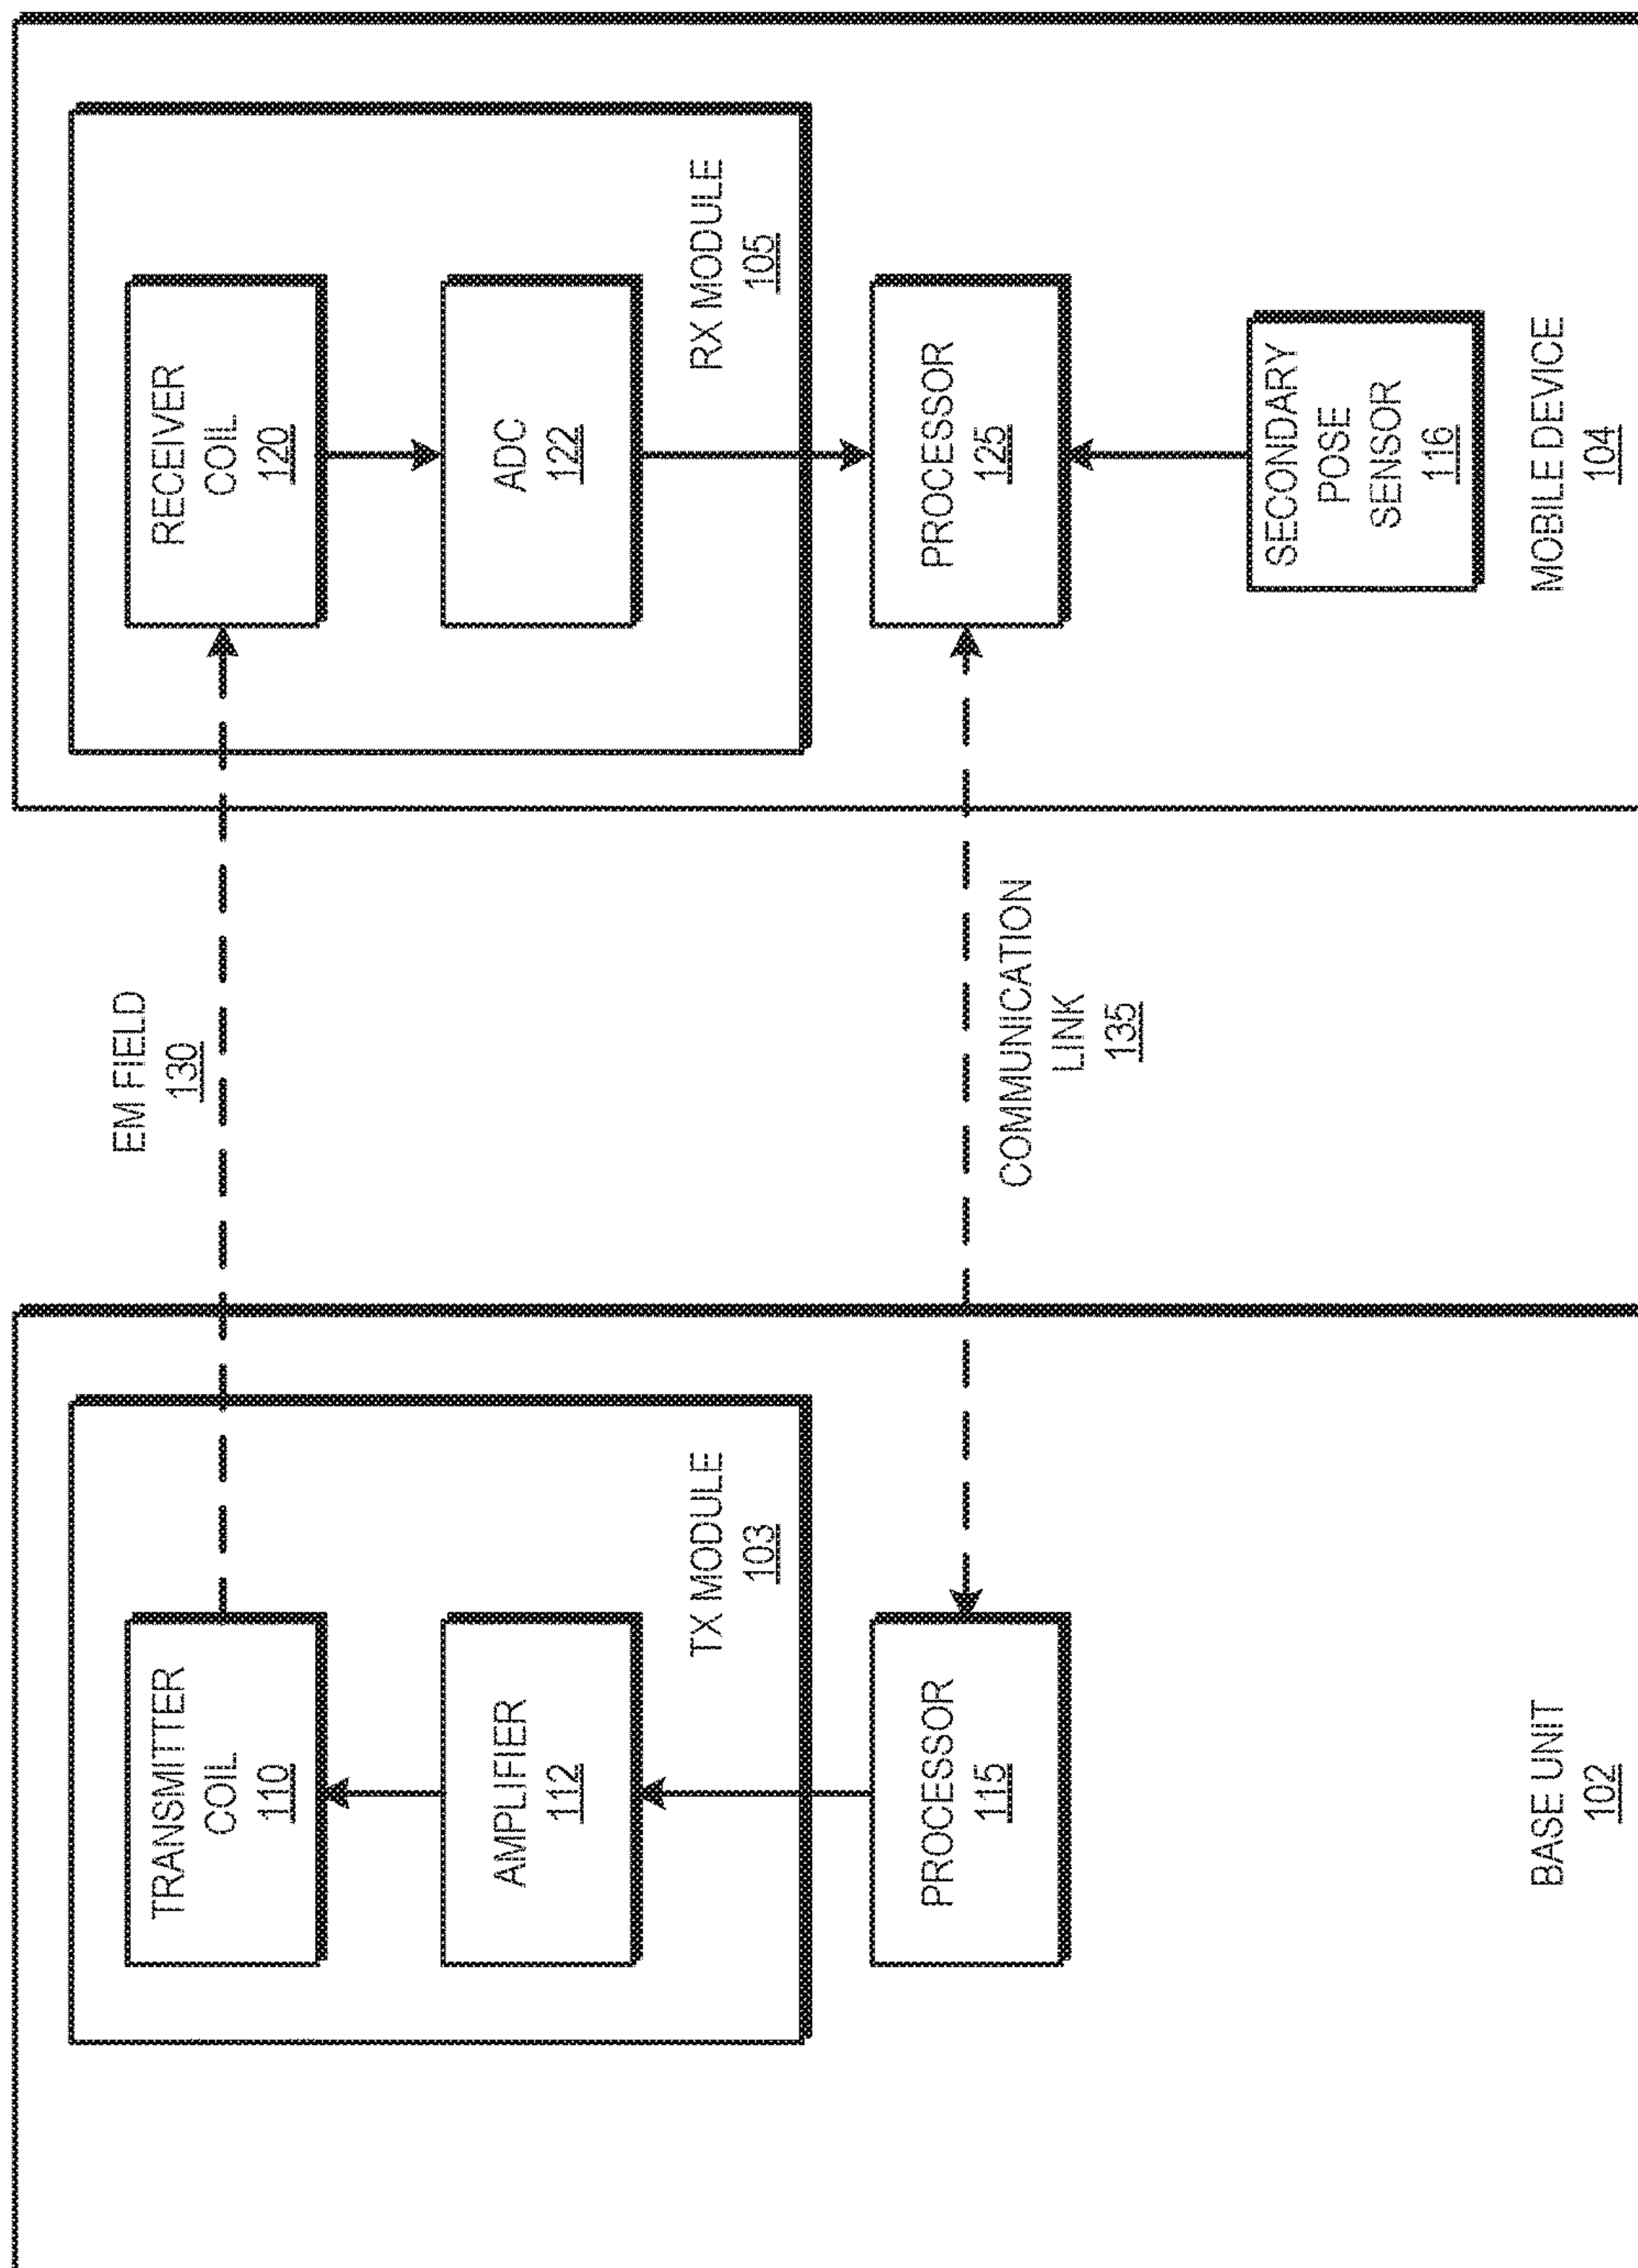 TRANSMITTER
COIL
110
AMPLIFIER
112
TX MODULE
103
PROCESSOR
115
BASE UNIT
102
EM FIELD
130
COMMUNICATION
LINK
135
RECEIVER
COIL
120
ADC
122
RX MODULE
105
PROCESSOR
125
SECONDARY
POSE
SENSOR
116
MOBILE DEVICE
104